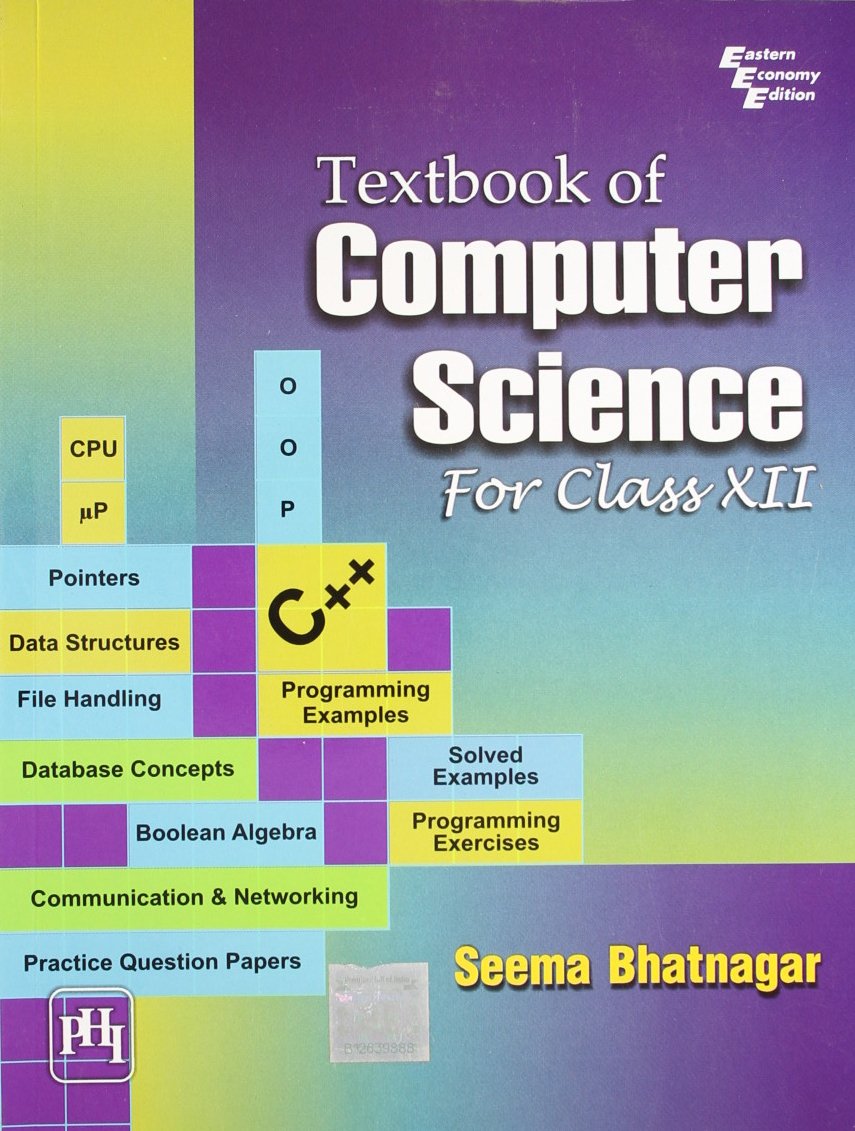 Eastern
Economy
Edition
Textbook of
Computer
Science
For Class XII
O
O
P
CPU
µP
Pointers
C++
Data Structures
File Handling
Programming
Examples
Database Concepts
Solved
Examples
Boolean Algebra
Programming
Exercises
Communication & Networking
Practice Question Papers
Seema Bhatnagar
PHI